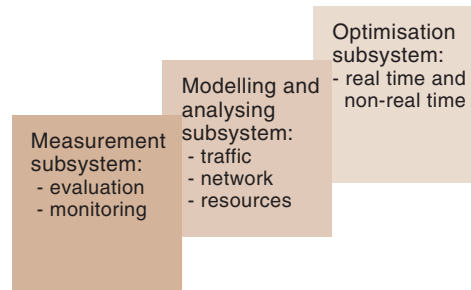 Measurement
subsystem:
- evaluation
- monitoring
Modelling and
analysing
subsystem:
- traffic
- network
- resources
Optimisation
subsystem:
- real time and
non-real time